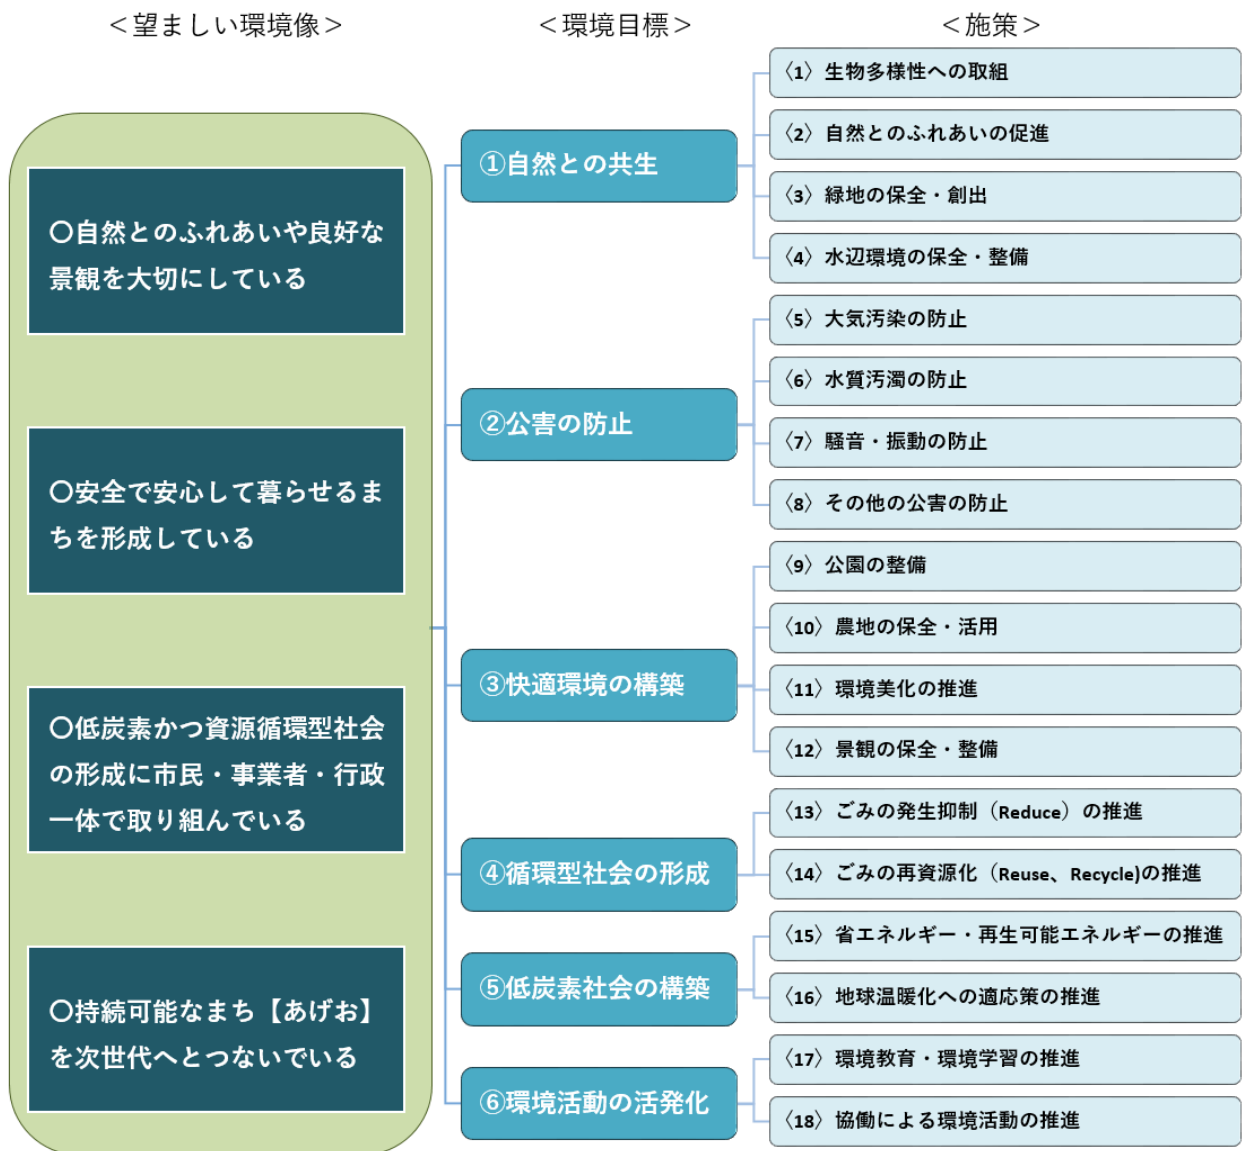 ＜望ましい環境像＞
＜環境目標＞
＜施策＞
〇自然とのふれあいや良好な
景観を大切にしている
〇安全で安心して暮らせるま
ちを形成している
〇低炭素かつ資源循環型社会
の形成に市民・事業者・行政
一体で取り組んでいる
〇持続可能なまち【あげお】
を次世代へとつないでいる
①自然との共生
〈1〉生物多様性への取組
〈2〉自然とのふれあいの促進
〈3〉緑地の保全・創出
〈4〉水辺環境の保全・整備
②公害の防止
〈5〉大気汚染の防止
〈6〉水質汚濁の防止
〈7〉騒音・振動の防止
〈8〉その他の公害の防止
③快適環境の構築
〈9〉公園の整備
〈10〉農地の保全・活用
〈11〉環境美化の推進
〈12〉景観の保全・整備
④循環型社会の形成
〈13〉ごみの発生抑制（Reduce）の推進
〈14〉ごみの再資源化（Reuse、Recycle)の推進
⑤低炭素社会の構築
〈15〉省エネルギー・再生可能エネルギーの推進
〈16〉地球温暖化への適応策の推進
⑥環境活動の活発化
〈17〉環境教育・環境学習の推進
〈18〉協働による環境活動の推進